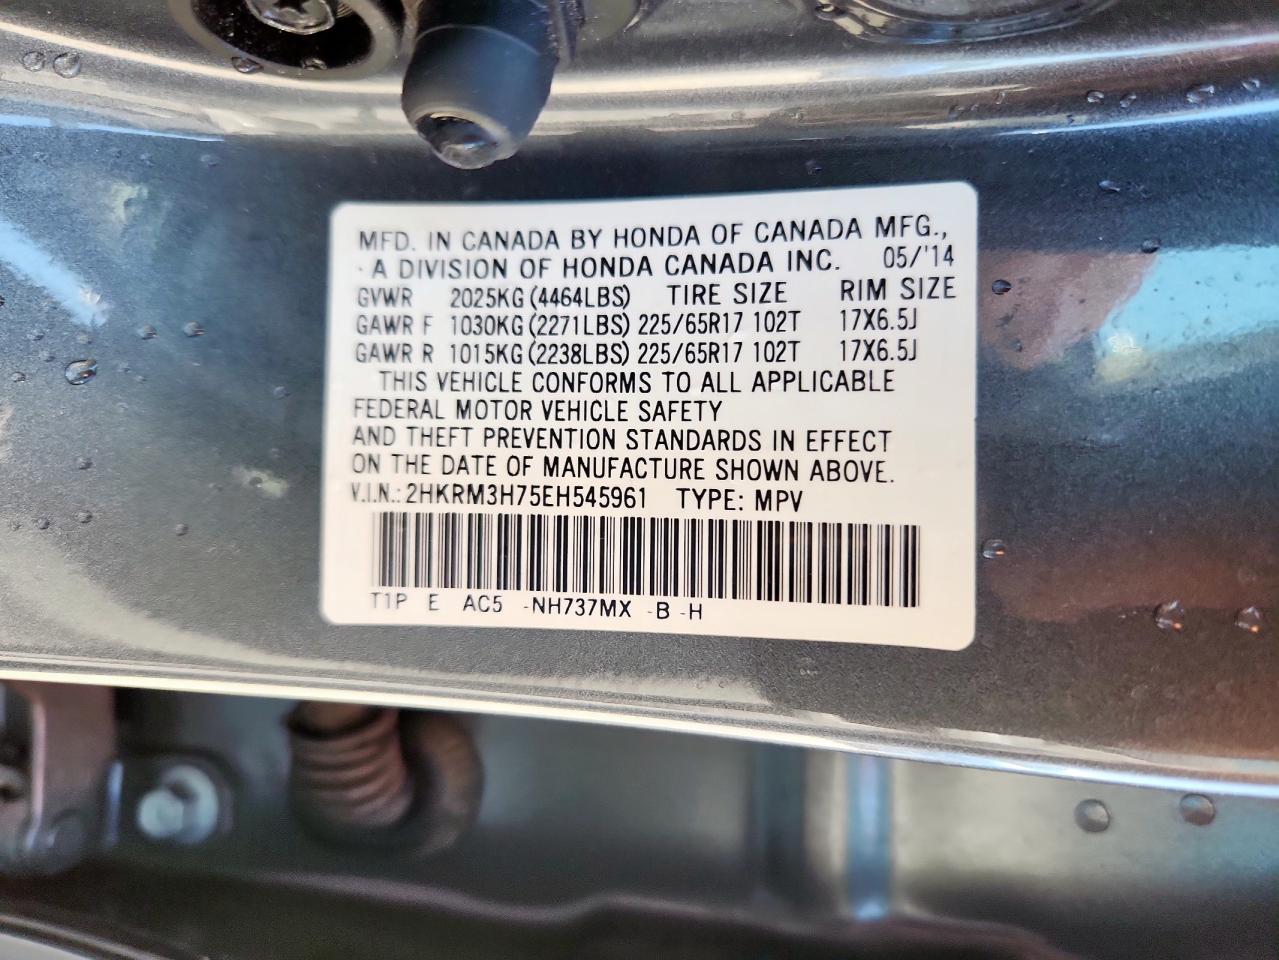 MFD. IN CANADA BY HONDA OF CANADA MFG.,
A DIVISION OF HONDA CANADA INC. 05/'14
GVWR 2025KG (4464LBS) TIRE SIZE RIM SIZE
GAWR F 1030KG (2271LBS) 225/65R17 102T 17X6.5J
GAWR R 1015KG (2238LBS) 225/65R17 102T 17X6.5J
THIS VEHICLE CONFORMS TO ALL APPLICABLE
FEDERAL MOTOR VEHICLE SAFETY
AND THEFT PREVENTION STANDARDS IN EFFECT
ON THE DATE OF MANUFACTURE SHOWN ABOVE.
V.I.N.: 2HKRM3H75EH545961 TYPE: MPV
T1P E AC5 -NH737MX -B -H